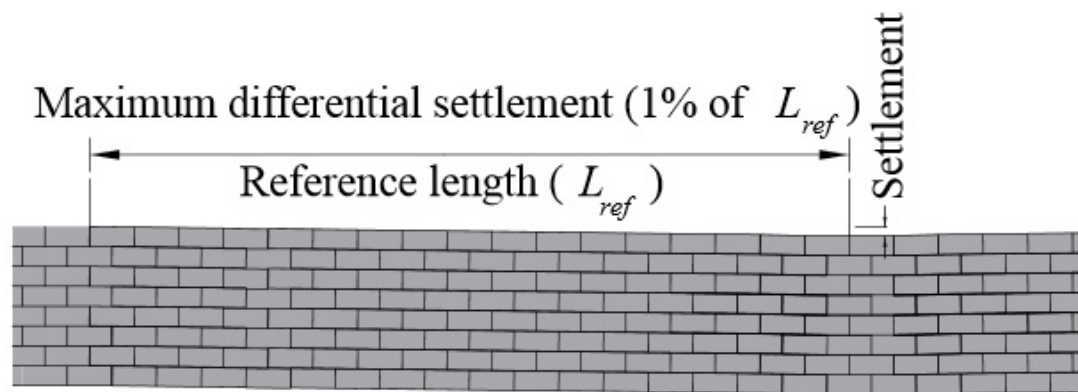 Maximum differential settlement (1% of L_ref)
Reference length (L_ref)
Settlement